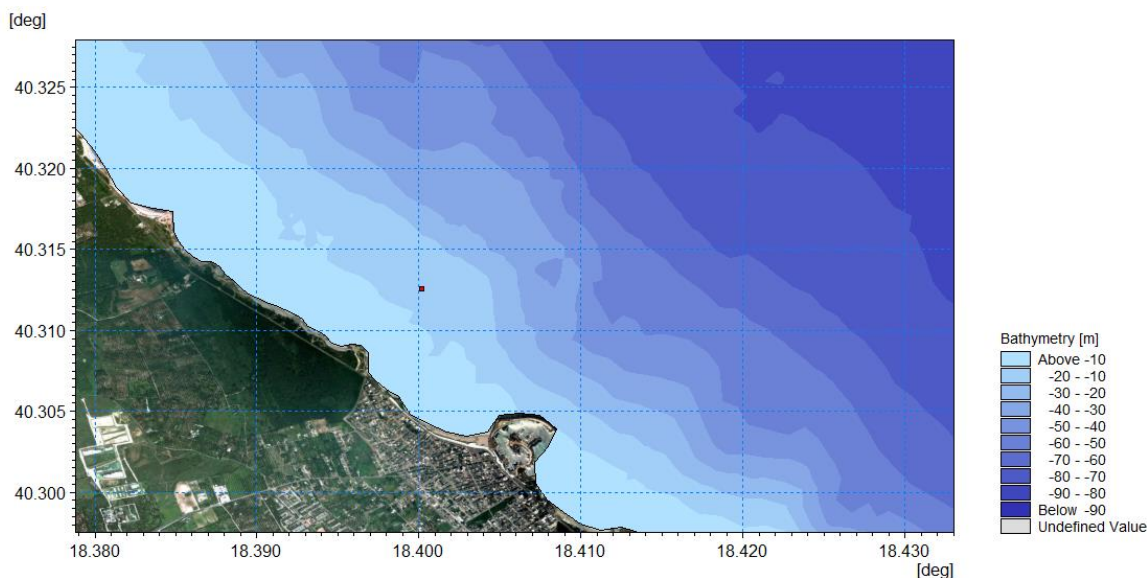 [deg]
40.325
40.320
40.315
40.310
40.305
40.300
18.380 18.390 18.400 18.410 18.420 18.430
[deg]
Bathymetry [m]
Above -10
-20 - -10
-30 - -20
-40 - -30
-50 - -40
-60 - -50
-70 - -60
-80 - -70
-90 - -80
Below -90
Undefined Value